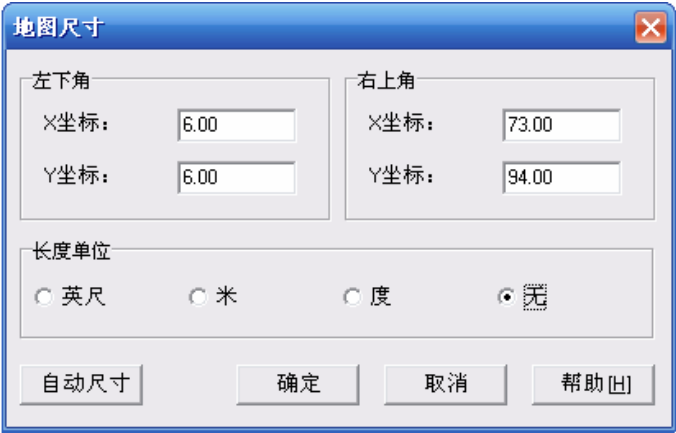 地图尺寸
左下角
X坐标：
6.00
Y坐标：
6.00
右上角
X坐标：
73.00
Y坐标：
94.00
长度单位
英尺
米
度
无
自动尺寸
确定
取消
帮助[H]